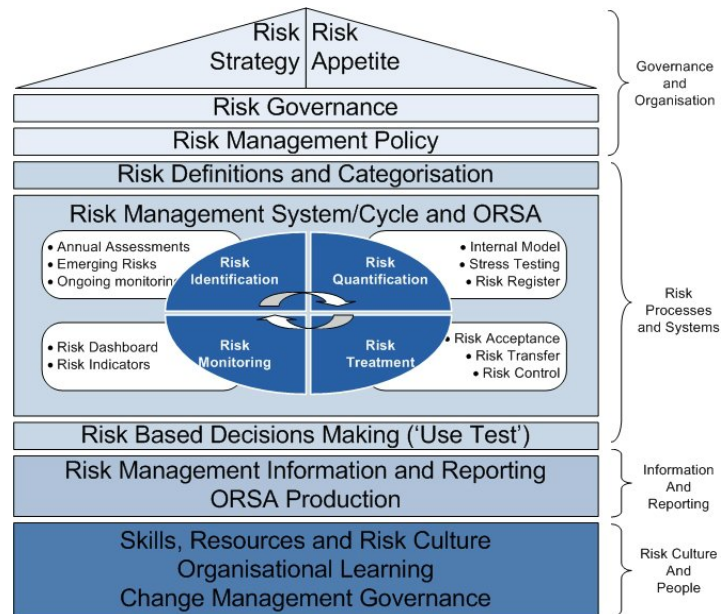 Risk
Strategy
Risk
Appetite
Risk Governance
Risk Management Policy
Governance
and
Organisation
Risk Definitions and Categorisation
Risk Management System/Cycle and ORSA
• Annual Assessments
• Emerging Risks
• Ongoing monitoring
Risk
Identification
Risk
Quantification
• Internal Model
• Stress Testing
• Risk Register
• Risk Dashboard
• Risk Indicators
Risk
Monitoring
Risk
Treatment
• Risk Acceptance
• Risk Transfer
• Risk Control
Risk Based Decisions Making (‘Use Test’)
Risk
Processes
and Systems
Risk Management Information and Reporting
ORSA Production
Information
And
Reporting
Skills, Resources and Risk Culture
Organisational Learning
Change Management Governance
Risk Culture
And
People